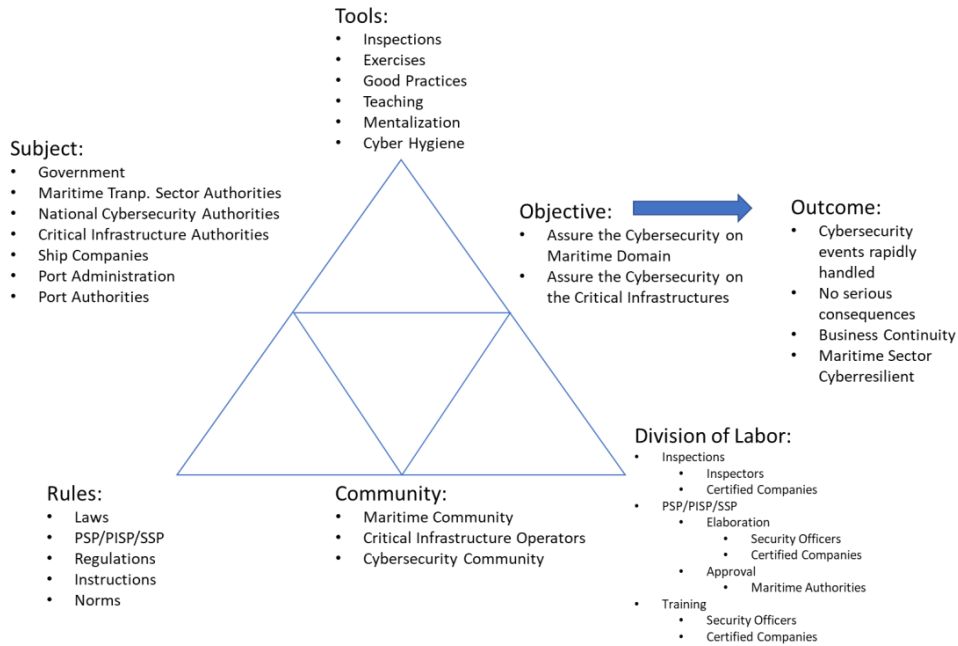 Tools:
• Inspections
• Exercises
• Good Practices
• Teaching
• Mentalization
• Cyber Hygiene
Subject:
• Government
• Maritime Tranp. Sector Authorities
• National Cybersecurity Authorities
• Critical Infrastructure Authorities
• Ship Companies
• Port Administration
• Port Authorities
Objective:
• Assure the Cybersecurity on
Maritime Domain
• Assure the Cybersecurity on
the Critical Infrastructures
Outcome:
• Cybersecurity
events rapidly
handled
• No serious
consequences
• Business Continuity
• Maritime Sector
Cyberresilient
Rules:
• Laws
• PSP/PISP/SSP
• Regulations
• Instructions
• Norms
Community:
• Maritime Community
• Critical Infrastructure Operators
• Cybersecurity Community
Division of Labor:
• Inspections
• Inspectors
• Certified Companies
• PSP/PISP/SSP
• Elaboration
• Security Officers
• Certified Companies
• Approval
• Maritime Authorities
• Training
• Security Officers
• Certified Companies